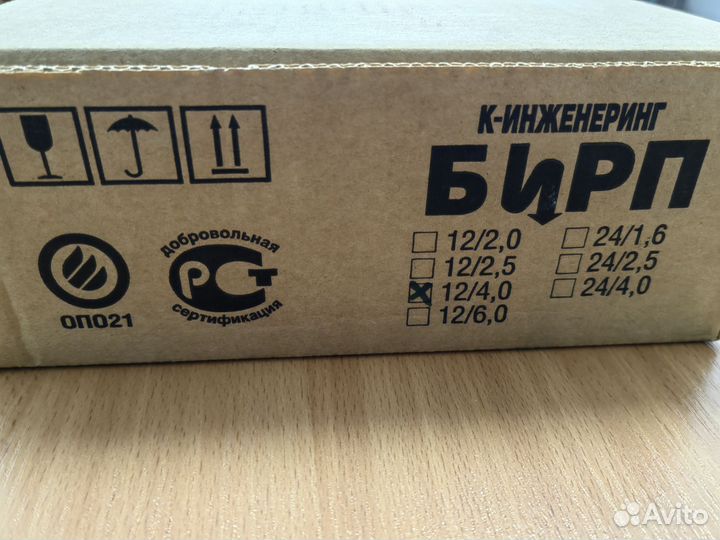 К-ИНЖЕНЕРИНГ
БИРП
12/2,0
12/2,5
12/4,0
12/6,0
24/1,6
24/2,5
24/4,0
ОП021
добровольная
РСТ
сертификация
Avito